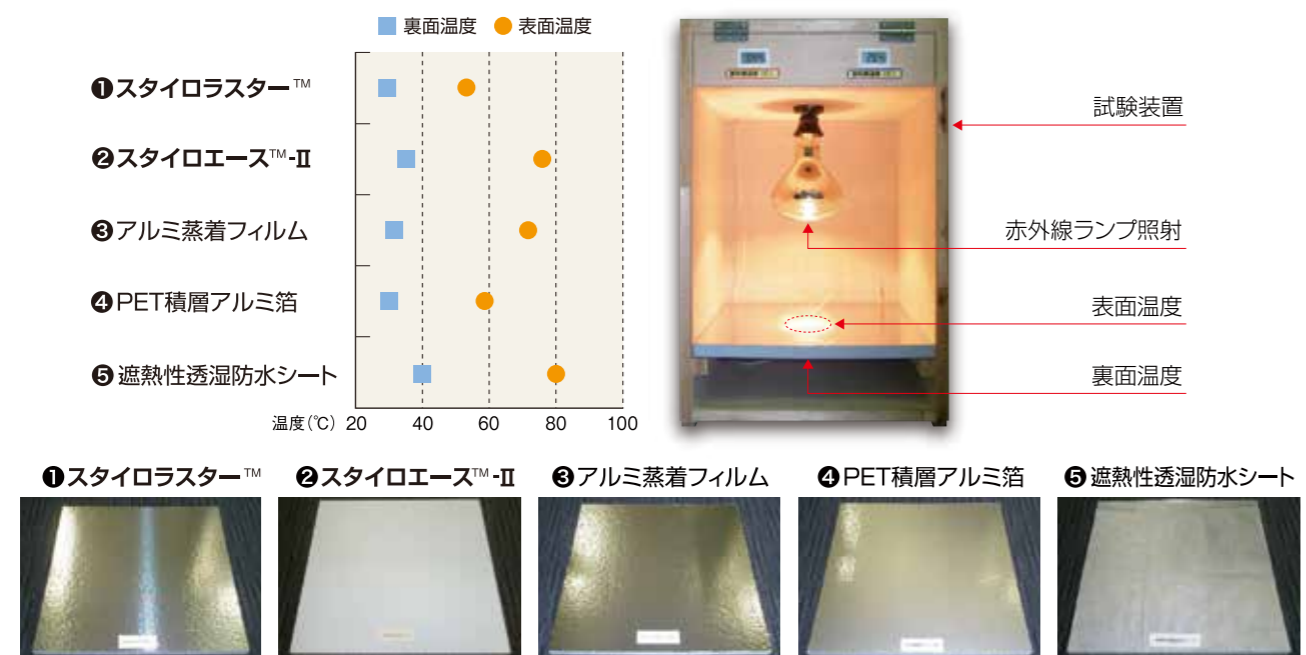 裏面温度 表面温度
❶スタイロラスター™
❷スタイロエース™-Ⅱ
❸アルミ蒸着フィルム
❹PET積層アルミ箔
❺遮熱性透湿防水シート
温度(℃) 20 40 60 80 100
試験装置
赤外線ランプ照射
表面温度
裏面温度
❶スタイロラスター™
❷スタイロエース™-Ⅱ
❸アルミ蒸着フィルム
❹PET積層アルミ箔
❺遮熱性透湿防水シート